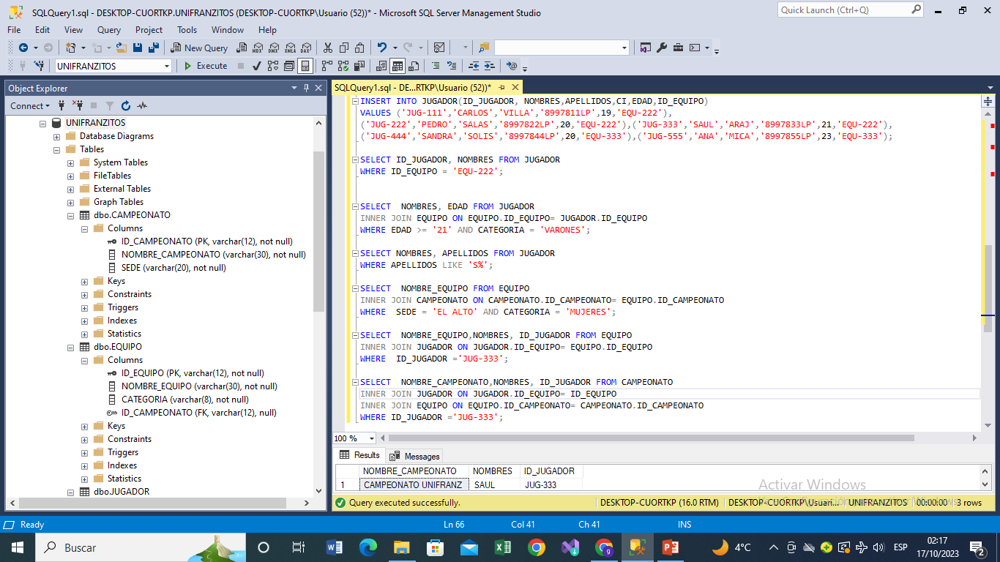 SQLQuery1.sql - DESKTOP-CUORTKP.UNIFRANZITOS (DESKTOP-CUORTKP\Usuario (52))* - Microsoft SQL Server Management Studio
Quick Launch (Ctrl+Q)
File Edit View Query Project Tools Window Help
New Query
MDX DMX XMLA DAX
UNIFRANZITOS Execute
Object Explorer
Connect
UNIFRANZITOS
Database Diagrams
Tables
System Tables
FileTables
External Tables
Graph Tables
dbo.CAMPEONATO
Columns
ID_CAMPEONATO (PK, varchar(12), not null)
NOMBRE_CAMPEONATO (varchar(30), not null)
SEDE (varchar(20), not null)
Keys
Constraints
Triggers
Indexes
Statistics
dbo.EQUIPO
Columns
ID_EQUIPO (PK, varchar(12), not null)
NOMBRE_EQUIPO (varchar(30), not null)
CATEGORIA (varchar(8), not null)
ID_CAMPEONATO (FK, varchar(12), null)
Keys
Constraints
Triggers
Indexes
Statistics
dbo.JUGADOR
SQLQuery1.sql - DE...RTKP\Usuario (52))*
INSERT INTO JUGADOR(ID_JUGADOR, NOMBRES,APELLIDOS,CI,EDAD,ID_EQUIPO)
VALUES ('JUG-111','CARLOS','VILLA','8997811LP',19,'EQU-222'),
('JUG-222','PEDRO','SALAS','8997822LP',20,'EQU-222'),('JUG-333','SAUL','ARAJ','8997833LP',21,'EQU-222'),
('JUG-444','SANDRA','SOLIS','8997844LP',20,'EQU-333'),('JUG-555','ANA','MICA','8997855LP',23,'EQU-333');
SELECT ID_JUGADOR, NOMBRES FROM JUGADOR
WHERE ID_EQUIPO = 'EQU-222';
SELECT  NOMBRES, EDAD FROM JUGADOR
INNER JOIN EQUIPO ON EQUIPO.ID_EQUIPO= JUGADOR.ID_EQUIPO
WHERE EDAD >= '21' AND CATEGORIA = 'VARONES';
SELECT NOMBRES, APELLIDOS FROM JUGADOR
WHERE APELLIDOS LIKE 'S%';
SELECT  NOMBRE_EQUIPO FROM EQUIPO
INNER JOIN CAMPEONATO ON CAMPEONATO.ID_CAMPEONATO= EQUIPO.ID_CAMPEONATO
WHERE  SEDE = 'EL ALTO' AND CATEGORIA = 'MUJERES';
SELECT  NOMBRE_EQUIPO,NOMBRES, ID_JUGADOR FROM EQUIPO
INNER JOIN JUGADOR ON JUGADOR.ID_EQUIPO= EQUIPO.ID_EQUIPO
WHERE  ID_JUGADOR ='JUG-333';
SELECT  NOMBRE_CAMPEONATO,NOMBRES, ID_JUGADOR FROM CAMPEONATO
INNER JOIN JUGADOR ON JUGADOR.ID_EQUIPO= ID_EQUIPO
INNER JOIN EQUIPO ON EQUIPO.ID_CAMPEONATO= CAMPEONATO.ID_CAMPEONATO
WHERE ID_JUGADOR ='JUG-333';
100 %
Results Messages
NOMBRE_CAMPEONATO NOMBRES ID_JUGADOR
1 CAMPEONATO UNIFRANZ SAUL JUG-333
Activar Windows
Query executed successfully. DESKTOP-CUORTKP (16.0 RTM) DESKTOP-CUORTKP\Usuari... UNIFRANZITOS 00:00:00 3 rows
Ready Ln 66 Col 41 Ch 41 INS
Buscar
4°C
ESP
02:17
17/10/2023
2